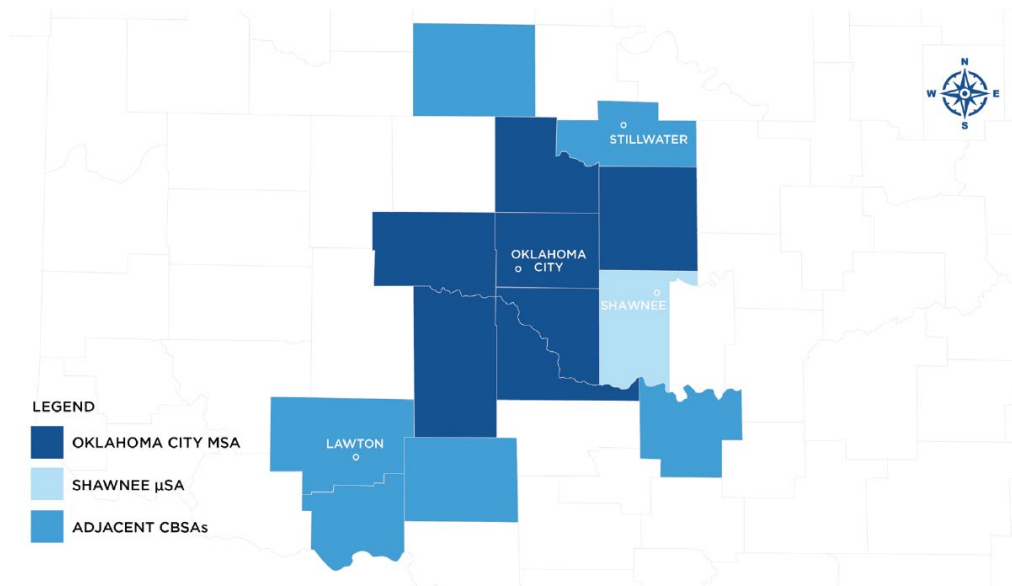 N
W
E
S
STILLWATER
OKLAHOMA
CITY
SHAWNEE
LEGEND
OKLAHOMA CITY MSA
LAWTON
SHAWNEE µSA
ADJACENT CBSAs